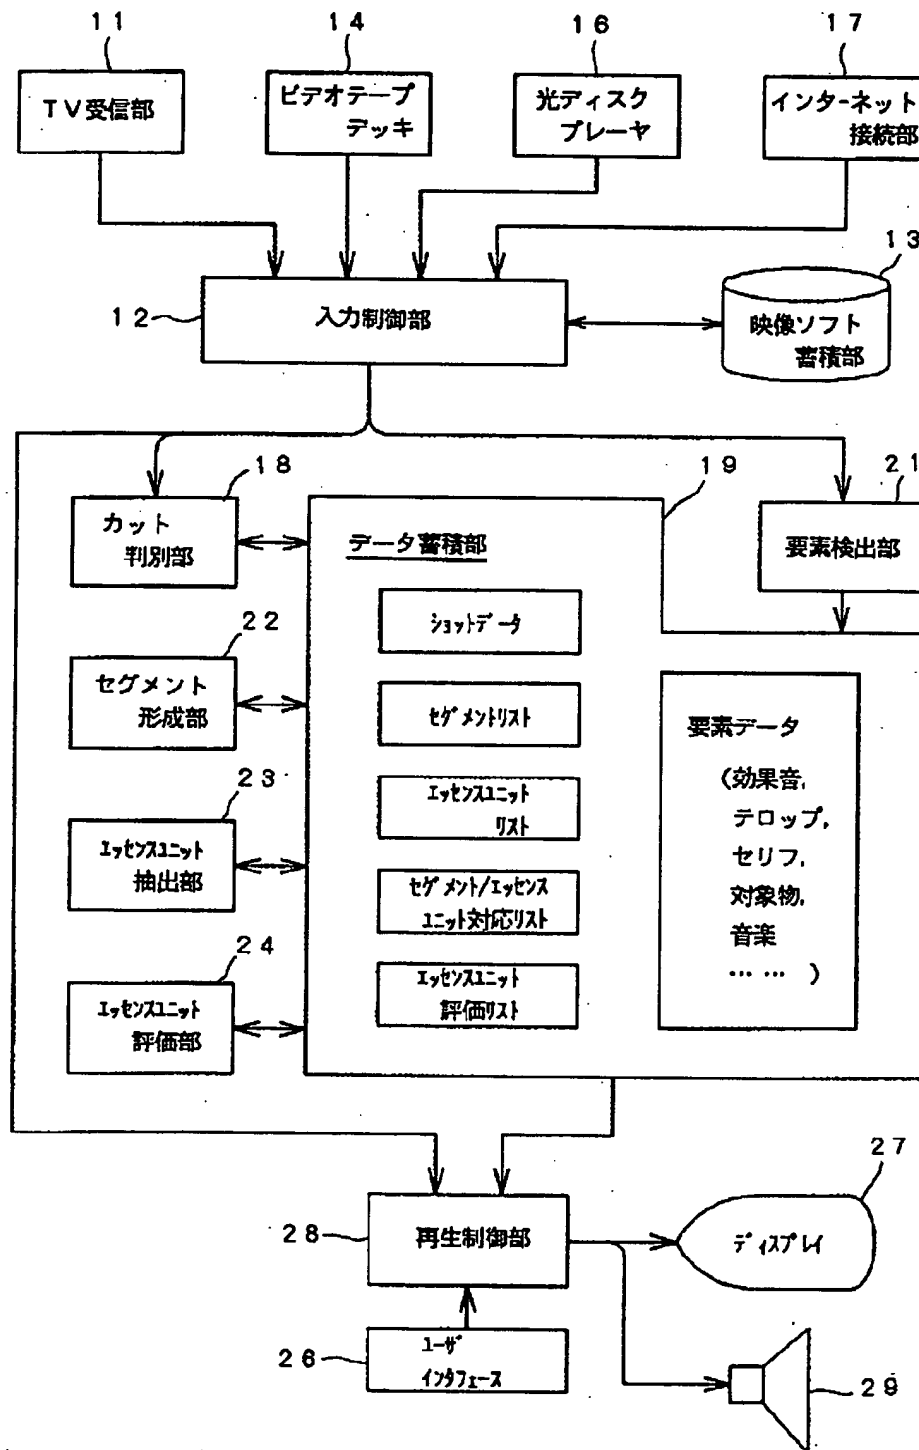 11
14
16
17
TV受信部
ビデオテープ
デッキ
光ディスク
プレーヤ
インターネット
接続部
12
入力制御部
13
映像ソフト
蓄積部
18
カット
判別部
19
データ蓄積部
21
要素検出部
ショットデータ
22
セグメント
形成部
セグメントリスト
要素データ
(効果音,
テロップ,
セリフ,
対象物,
音楽
… … )
23
エッセンスユニット
抽出部
エッセンスユニット
リスト
セグメント/エッセンス
ユニット対応リスト
24
エッセンスユニット
評価部
エッセンスユニット
評価リスト
28
再生制御部
27
ディスプレイ
26
ユーザ
インタフェース
29